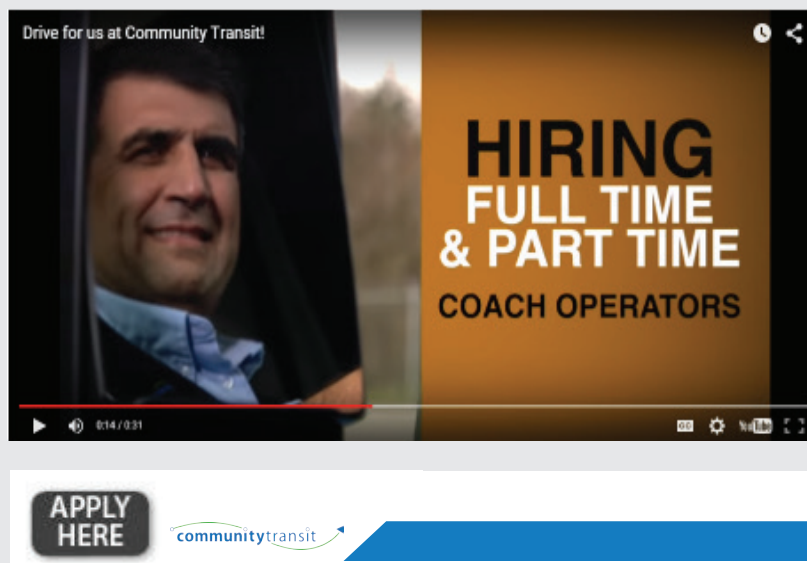 Drive for us at Community Transit!
HIRING
FULL TIME
& PART TIME
COACH OPERATORS
0:14 / 0:31
CC
YouTube
APPLY
HERE
communitytransit